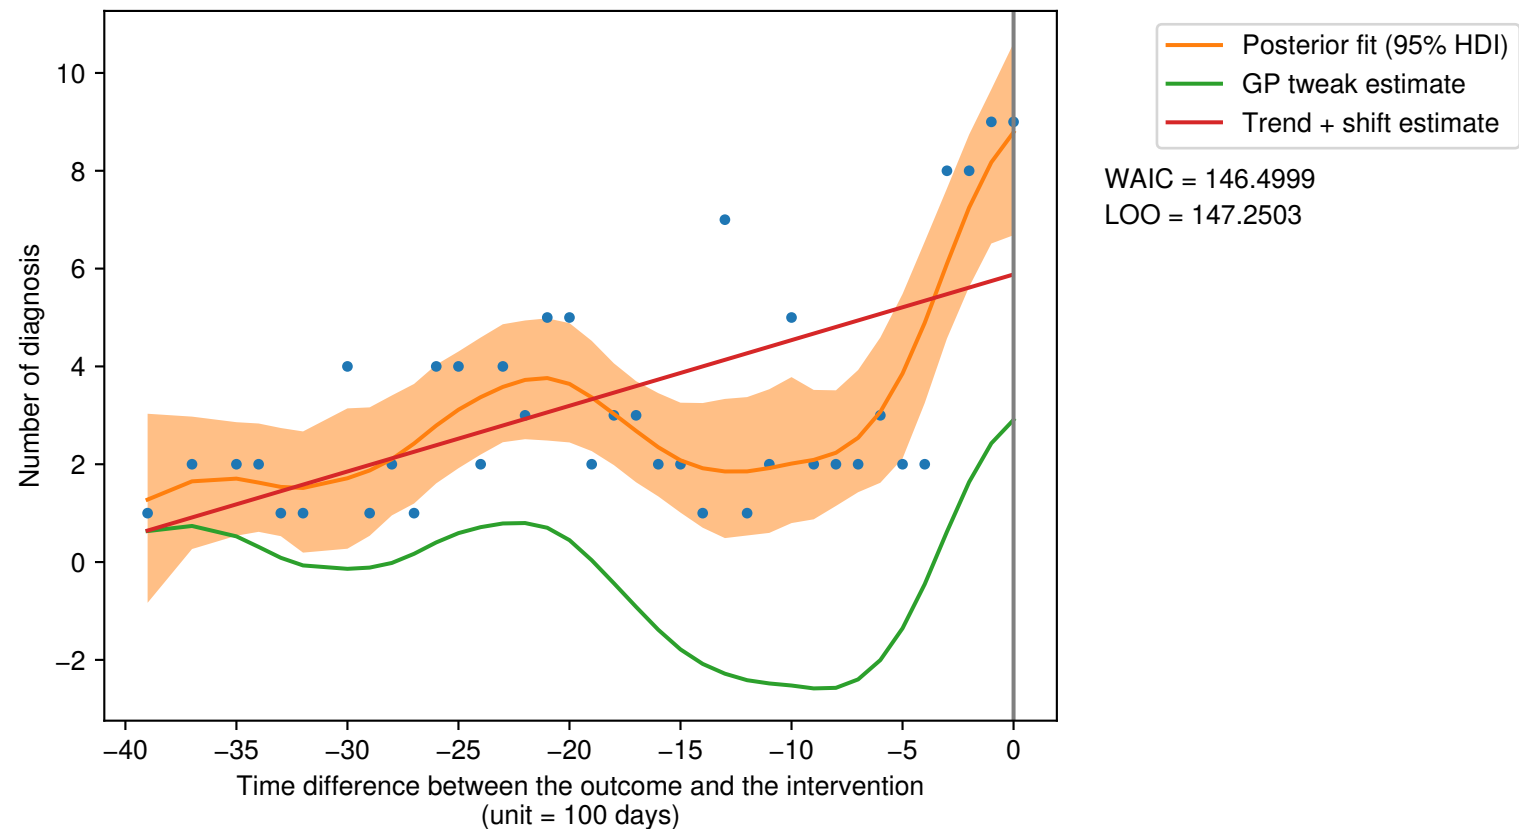 Posterior fit (95% HDI)
GP tweak estimate
Trend + shift estimate
WAIC = 146.4999
LOO = 147.2503
Number of diagnosis
10
8
6
4
2
0
−2
−40 −35 −30 −25 −20 −15 −10 −5 0
Time difference between the outcome and the intervention
(unit = 100 days)